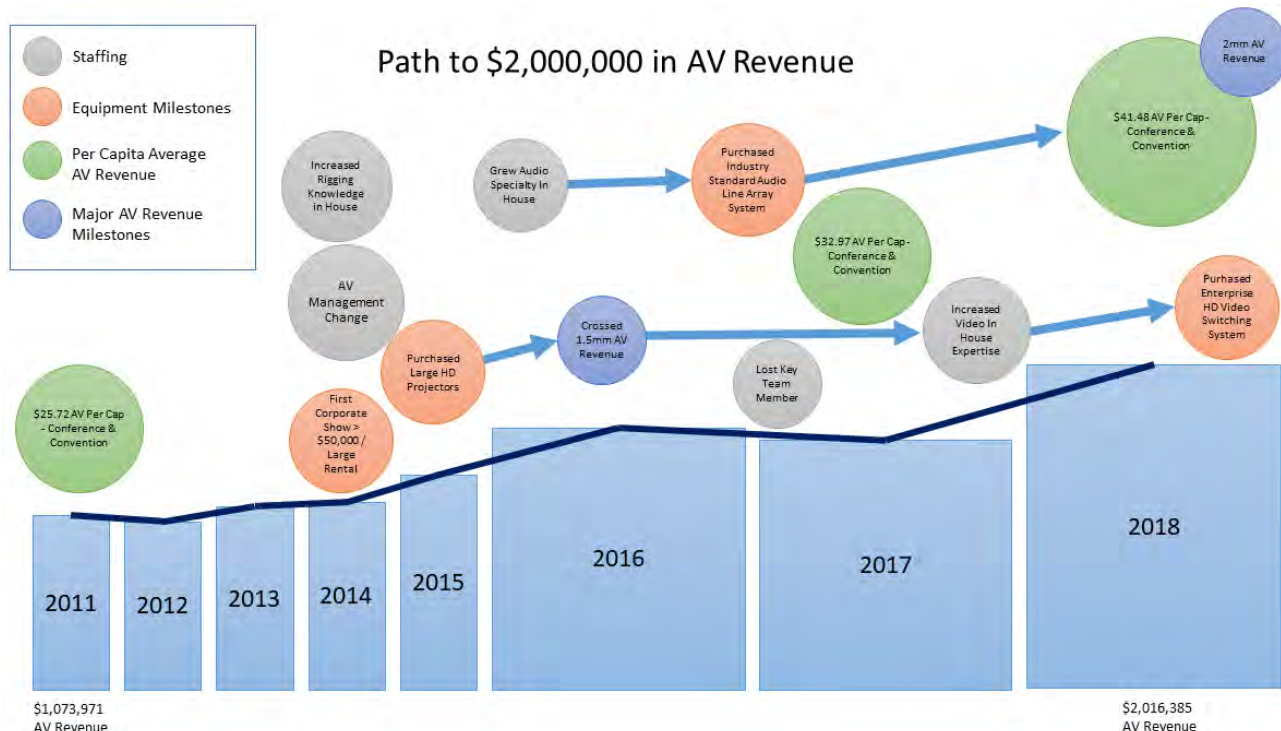 Path to $2,000,000 in AV Revenue
Staffing
Equipment Milestones
Per Capita Average
AV Revenue
Major AV Revenue
Milestones
2mm AV
Revenue
$41.48 AV Per Cap -
Conference &
Convention
Increased
Rigging
Knowledge
in House
Grew Audio
Specialty In
House
Purchased
Industry
Standard Audio
Line Array
System
$32.97 AV Per Cap -
Conference &
Convention
AV
Management
Change
Purchased
Large HD
Projectors
Crossed
1.5mm AV
Revenue
Increased
Video In
House
Expertise
Purhased
Enterprise
HD Video
Switching
System
Lost Key
Team
Member
$25.72 AV Per Cap
- Conference &
Convention
First
Corporate
Show >
$50,000 /
Large
Rental
2011
2012
2013
2014
2015
2016
2017
2018
$1,073,971
AV Revenue
$2,016,385
AV Revenue